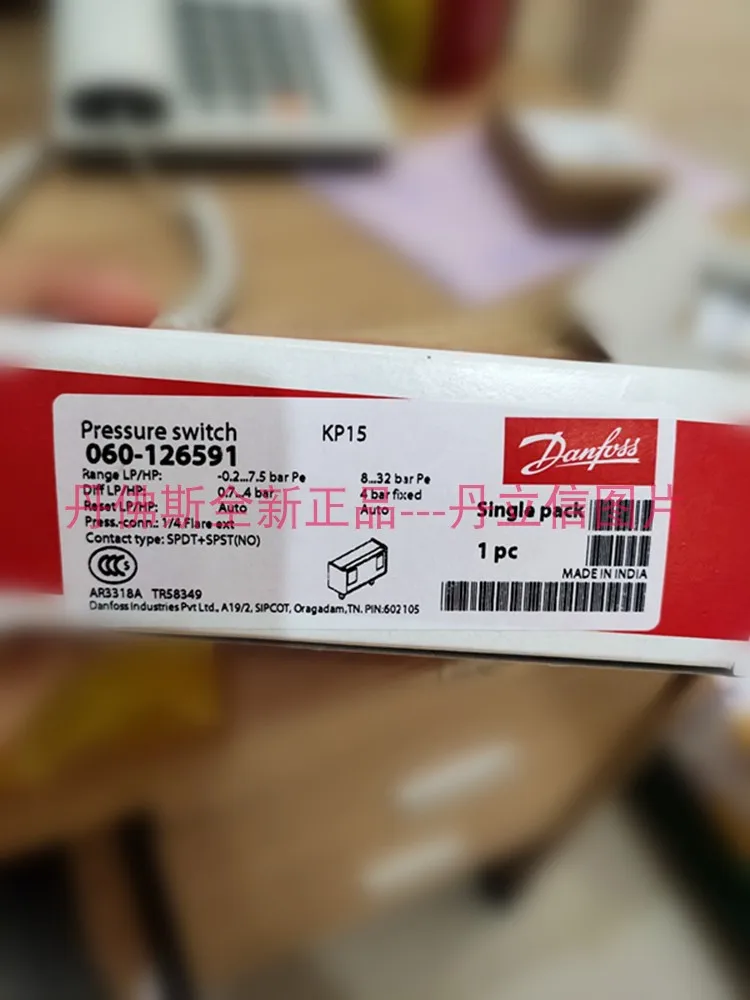 Pressure switch KP15
060-126591
Danfoss
Range LP/HP: -0.2...7.5 bar Pe 8...32 bar Pe
Diff LP/HP: 0.7...4 bar 4 bar fixed
Reset LP/HP: Auto Auto
丹佛斯全新正品---丹立信图片
Single pack
Press. conn.: 1/4 Flare ext
Contact type: SPDT+SPST(NO)
1 pc
CCC S
MADE IN INDIA
AR3318A TR58349
Danfoss Industries Pvt Ltd., A19/2, SIPCOT, Oragadam,TN. PIN:602105